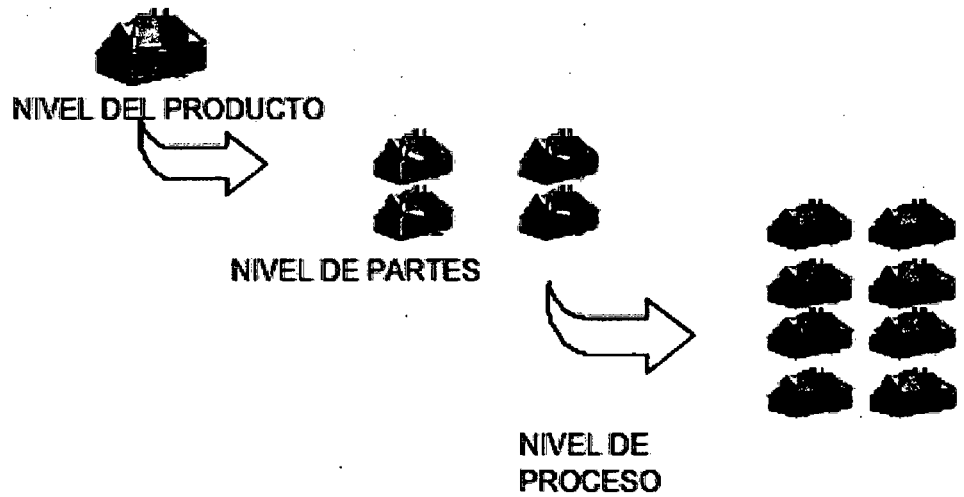 NIVEL DEL PRODUCTO
NIVEL DE PARTES
NIVEL DE
PROCESO